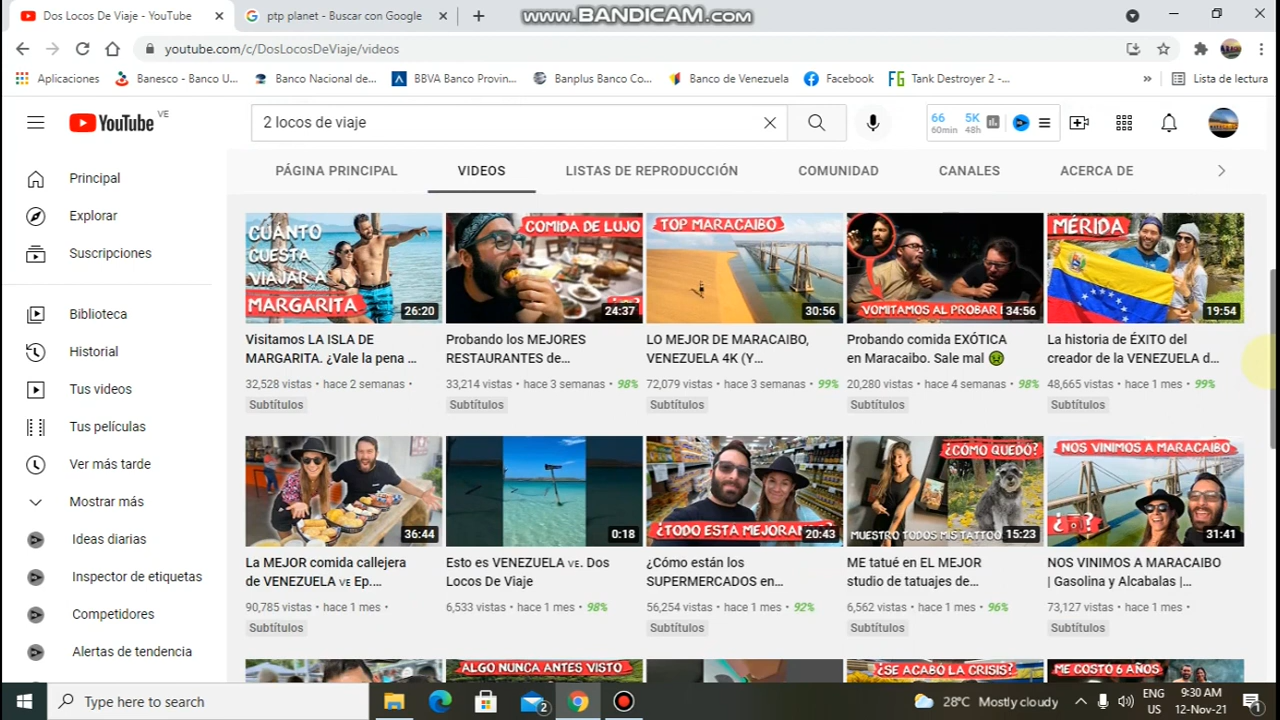 Dos Locos De Viaje - YouTube
ptp planet - Buscar con Google
www.BANDICAM.com
youtube.com/c/DosLocosDeViaje/videos
Aplicaciones
Banesco - Banco U...
Banco Nacional de...
BBVA Banco Provin...
Banplus Banco Co...
Banco de Venezuela
Facebook
Tank Destroyer 2 -...
Lista de lectura
YouTube VE
2 locos de viaje
66 60min
5K 48h
PÁGINA PRINCIPAL
VIDEOS
LISTAS DE REPRODUCCIÓN
COMUNIDAD
CANALES
ACERCA DE
Principal
Explorar
Suscripciones
Biblioteca
Historial
Tus videos
Tus películas
Ver más tarde
Mostrar más
Ideas diarias
Inspector de etiquetas
Competidores
Alertas de tendencia
CUÁNTO
CUESTA
VIAJAR A
MARGARITA
26:20
Visitamos LA ISLA DE
MARGARITA. ¿Vale la pena ...
32,528 vistas • hace 2 semanas •
Subtítulos
COMIDA DE LUJO
24:37
Probando los MEJORES
RESTAURANTES de...
33,214 vistas • hace 3 semanas • 98%
Subtítulos
TOP MARACAIBO
30:56
LO MEJOR DE MARACAIBO,
VENEZUELA 4K (Y...
72,079 vistas • hace 3 semanas • 99%
Subtítulos
VOMITAMOS AL PROBAR
34:56
Probando comida EXÓTICA
en Maracaibo. Sale mal 🤢
20,280 vistas • hace 4 semanas • 98%
Subtítulos
MÉRIDA
19:54
La historia de ÉXITO del
creador de la VENEZUELA d...
48,665 vistas • hace 1 mes • 99%
Subtítulos
36:44
La MEJOR comida callejera
de VENEZUELA VE Ep....
90,785 vistas • hace 1 mes •
Subtítulos
0:18
Esto es VENEZUELA VE. Dos
Locos De Viaje
6,533 vistas • hace 1 mes • 98%
¿TODO ESTA MEJORAN
20:43
¿Cómo están los
SUPERMERCADOS en...
56,254 vistas • hace 1 mes • 92%
Subtítulos
¿COMO QUEDO?
MUESTRO TODOS MIS TATTOO
15:23
ME tatué en EL MEJOR
studio de tatuajes de...
6,562 vistas • hace 1 mes • 96%
Subtítulos
NOS VINIMOS A MARACAIBO
31:41
NOS VINIMOS A MARACAIBO
| Gasolina y Alcabalas |...
73,127 vistas • hace 1 mes •
Subtítulos
ALGO NUNCA ANTES VISTO
¿SE ACABÓ LA CRISIS?
ME COSTO 6 AÑOS
Type here to search
2
28°C Mostly cloudy
ENG
US
9:30 AM
12-Nov-21
1